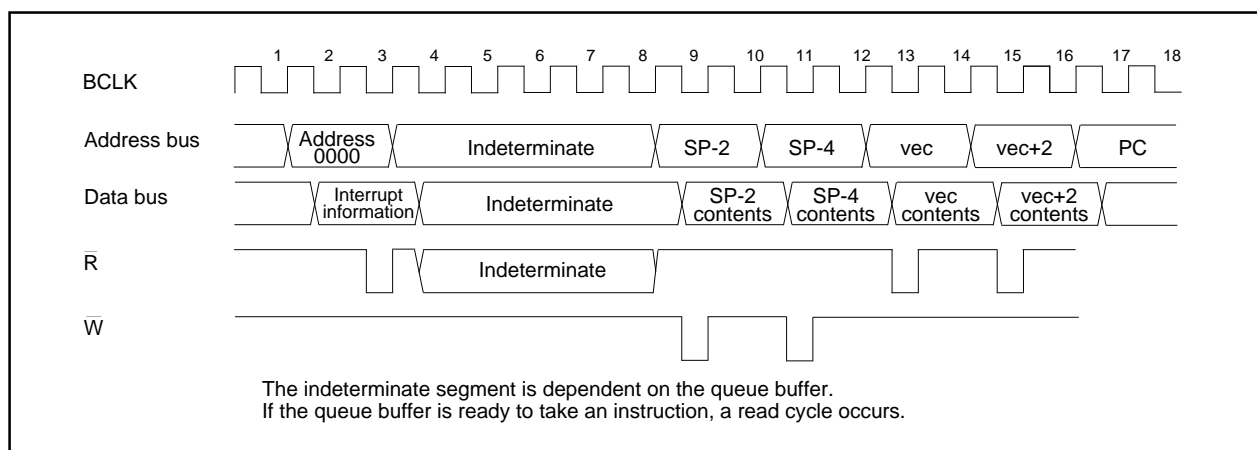 1 2 3 4 5 6 7 8 9 10 11 12 13 14 15 16 17 18
BCLK
Address bus
Address
0000
Indeterminate
SP-2
SP-4
vec
vec+2
PC
Data bus
Interrupt
information
Indeterminate
SP-2
contents
SP-4
contents
vec
contents
vec+2
contents
R̅
Indeterminate
W̅
The indeterminate segment is dependent on the queue buffer.
If the queue buffer is ready to take an instruction, a read cycle occurs.